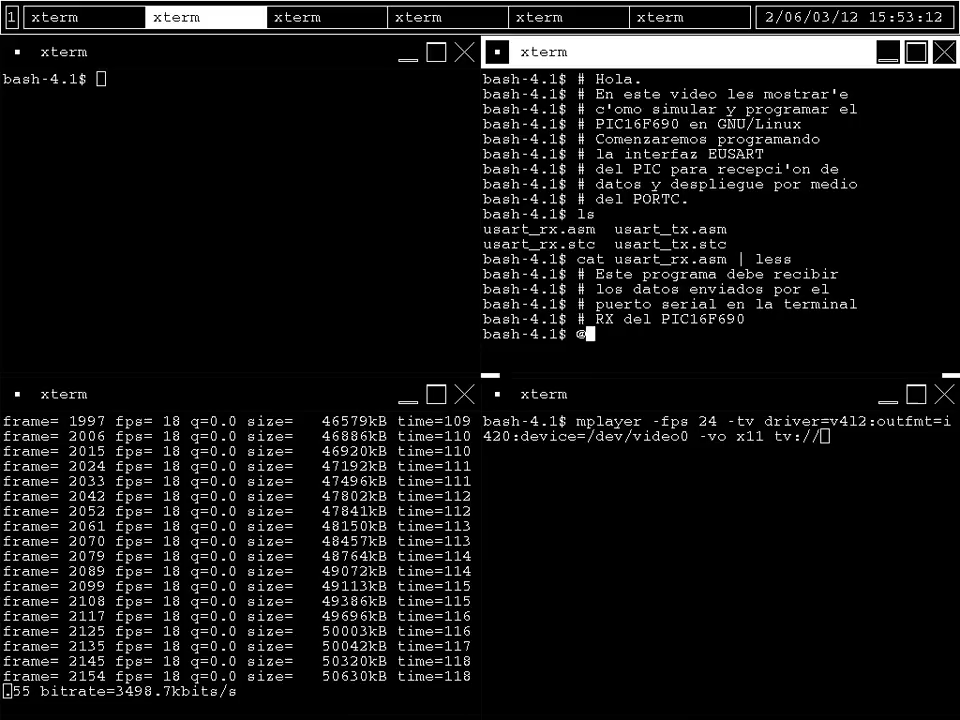 1 xterm xterm xterm xterm xterm xterm 2/06/03/12 15:53:12
xterm
bash-4.1$
xterm
bash-4.1$ # Hola.
bash-4.1$ # En este video les mostrar'e
bash-4.1$ # c'omo simular y programar el
bash-4.1$ # PIC16F690 en GNU/Linux
bash-4.1$ # Comenzaremos programando
bash-4.1$ # la interfaz EUSART
bash-4.1$ # del PIC para recepci'on de
bash-4.1$ # datos y despliegue por medio
bash-4.1$ # del PORTC.
bash-4.1$ ls
usart_rx.asm  usart_tx.asm
usart_rx.stc  usart_tx.stc
bash-4.1$ cat usart_rx.asm | less
bash-4.1$ # Este programa debe recibir
bash-4.1$ # los datos enviados por el
bash-4.1$ # puerto serial en la terminal
bash-4.1$ # RX del PIC16F690
bash-4.1$ @
xterm
frame= 1997 fps= 18 q=0.0 size=   46579kB time=109
frame= 2006 fps= 18 q=0.0 size=   46886kB time=110
frame= 2015 fps= 18 q=0.0 size=   46920kB time=110
frame= 2024 fps= 18 q=0.0 size=   47192kB time=111
frame= 2033 fps= 18 q=0.0 size=   47496kB time=111
frame= 2042 fps= 18 q=0.0 size=   47802kB time=112
frame= 2052 fps= 18 q=0.0 size=   47841kB time=112
frame= 2061 fps= 18 q=0.0 size=   48150kB time=113
frame= 2070 fps= 18 q=0.0 size=   48457kB time=113
frame= 2079 fps= 18 q=0.0 size=   48764kB time=114
frame= 2089 fps= 18 q=0.0 size=   49072kB time=114
frame= 2099 fps= 18 q=0.0 size=   49113kB time=115
frame= 2108 fps= 18 q=0.0 size=   49386kB time=115
frame= 2117 fps= 18 q=0.0 size=   49696kB time=116
frame= 2125 fps= 18 q=0.0 size=   50003kB time=116
frame= 2135 fps= 18 q=0.0 size=   50042kB time=117
frame= 2145 fps= 18 q=0.0 size=   50320kB time=118
frame= 2154 fps= 18 q=0.0 size=   50630kB time=118
.55 bitrate=3498.7kbits/s
xterm
bash-4.1$ mplayer -fps 24 -tv driver=v4l2:outfmt=i
420:device=/dev/video0 -vo x11 tv://